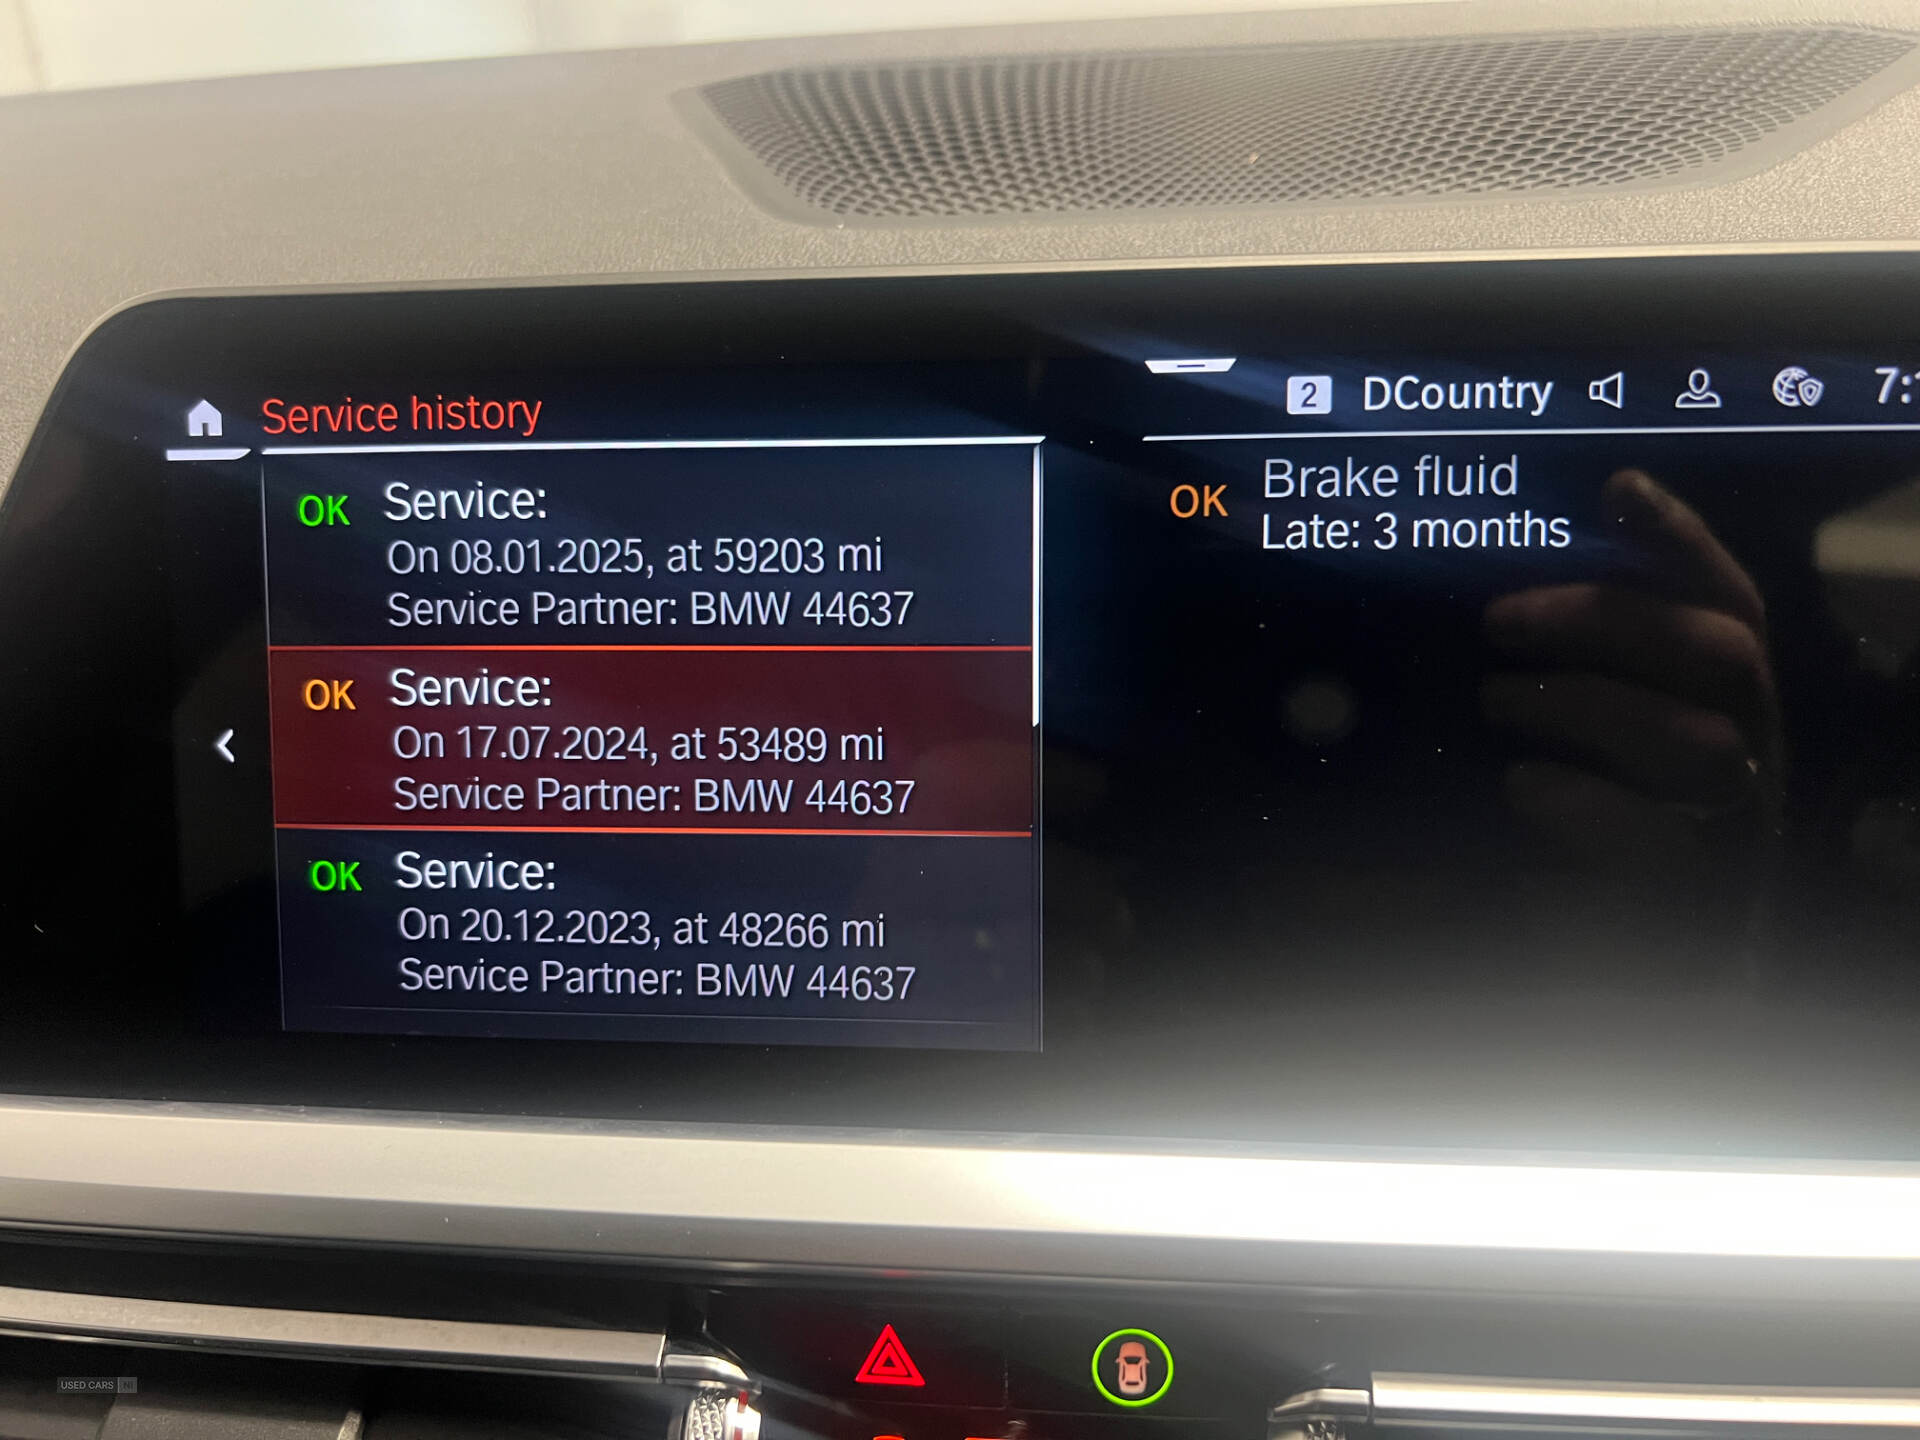 Service history
OK Service:
On 08.01.2025, at 59203 mi
Service Partner: BMW 44637
OK Service:
On 17.07.2024, at 53489 mi
Service Partner: BMW 44637
OK Service:
On 20.12.2023, at 48266 mi
Service Partner: BMW 44637
2 DCountry
OK Brake fluid
Late: 3 months
USED CARS NI